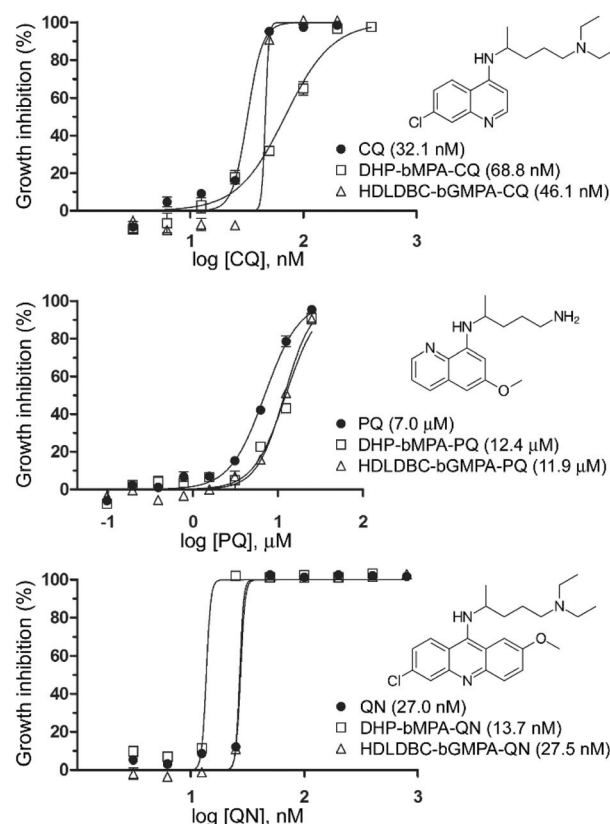 Growth inhibition (%)
100
80
60
40
20
0
1
2
3
log [CQ], nM
HN
N
Cl
N
● CQ (32.1 nM)
□ DHP-bMPA-CQ (68.8 nM)
△ HDLDBC-bGMPA-CQ (46.1 nM)
Growth inhibition (%)
100
80
60
40
20
0
-1
0
1
2
log [PQ], μM
HN
NH2
N
O
● PQ (7.0 μM)
□ DHP-bMPA-PQ (12.4 μM)
△ HDLDBC-bGMPA-PQ (11.9 μM)
Growth inhibition (%)
100
80
60
40
20
0
1
2
3
log [QN], nM
HN
N
O
Cl
N
● QN (27.0 nM)
□ DHP-bMPA-QN (13.7 nM)
△ HDLDBC-bGMPA-QN (27.5 nM)